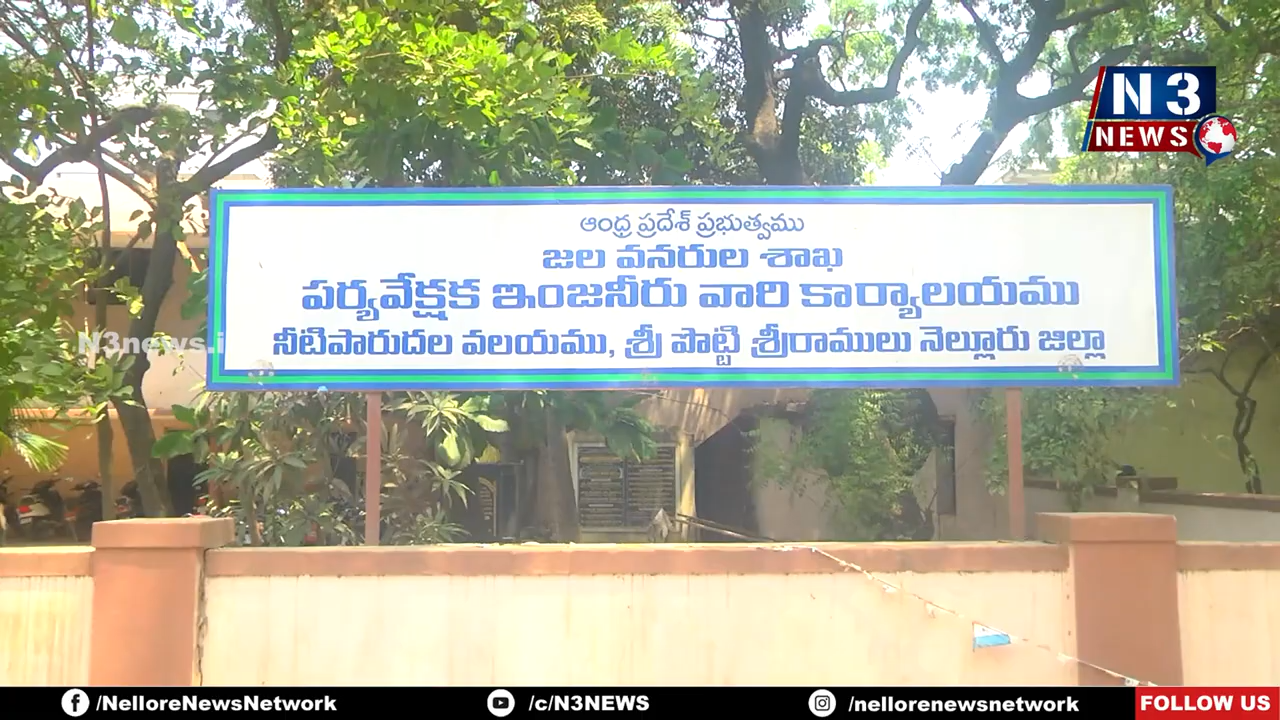 N3
NEWS
ఆంధ్ర ప్రదేశ్ ప్రభుత్వము
జల వనరుల శాఖ
పర్యవేక్షక ఇంజనీరు వారి కార్యాలయము
నీటిపారుదల వలయము, శ్రీ పొట్టి శ్రీరాములు నెల్లూరు జిల్లా
N3news.i
/NelloreNewsNetwork
/c/N3NEWS
/nellorenewsnetwork
FOLLOW US